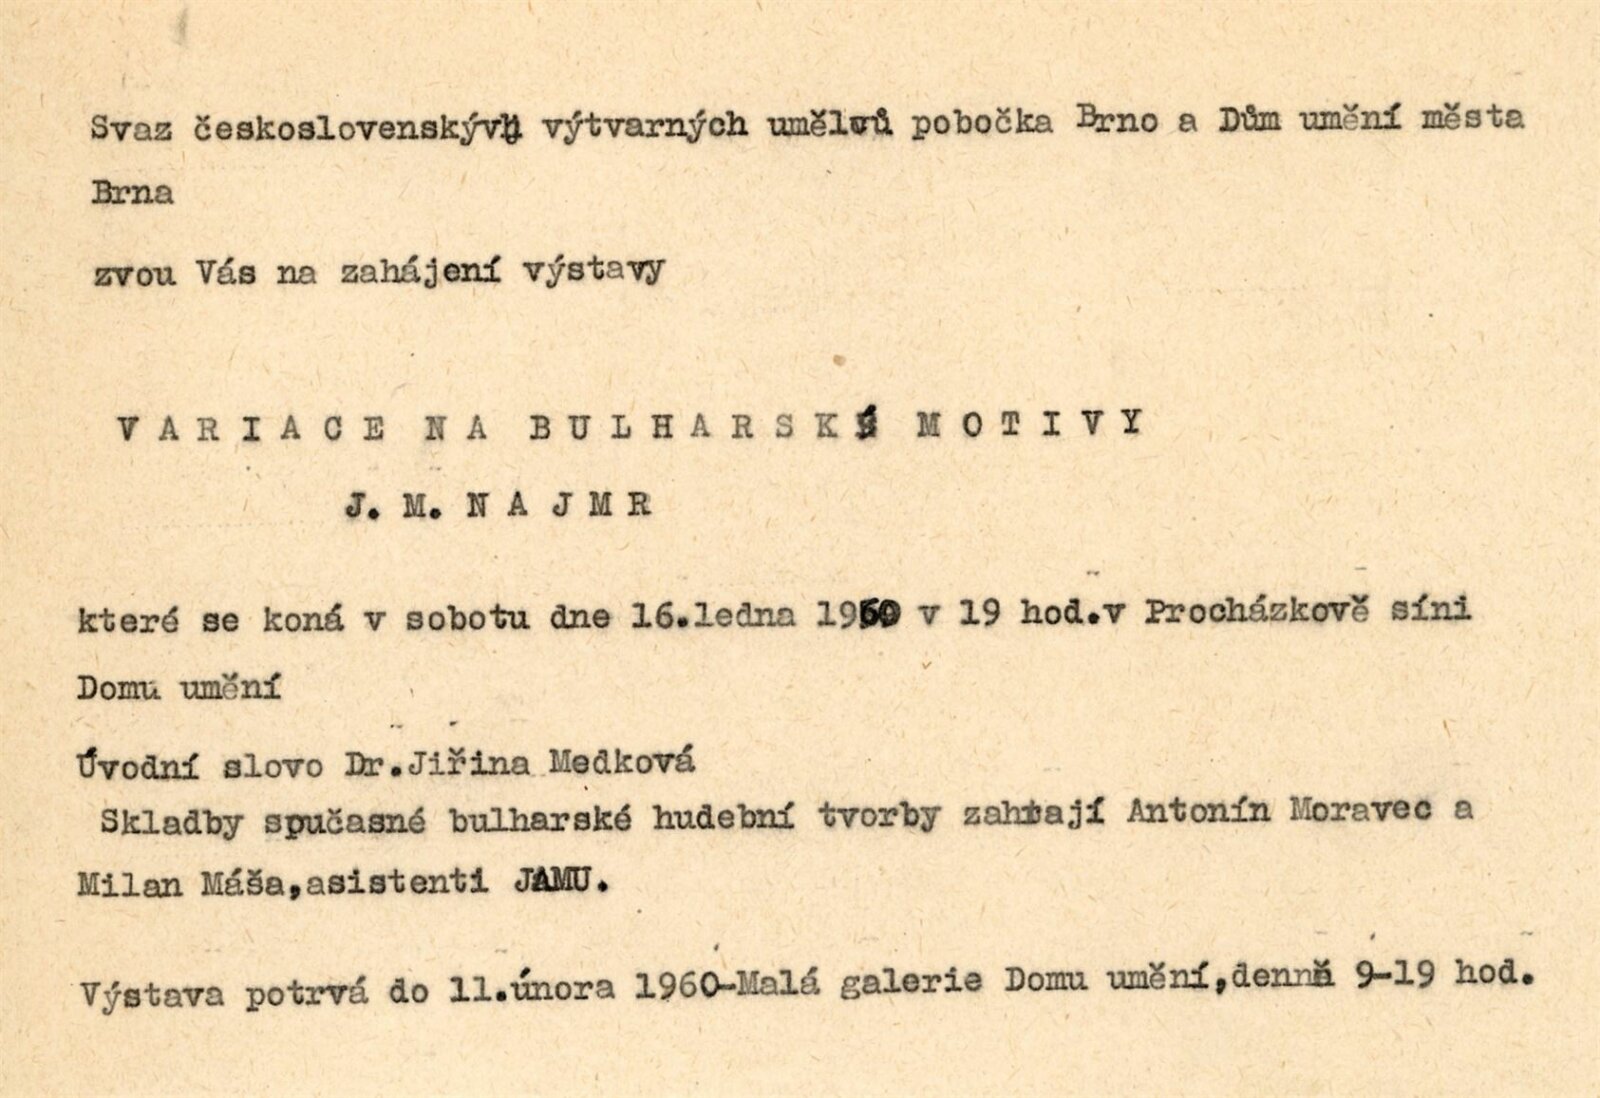 Svaz československývh výtvarných umělců pobočka Brno a Dům umění města
Brna
zvou Vás na zahájení výstavy
V A R I A C E N A B U L H A R S K É M O T I V Y
J. M. N A J M R
které se koná v sobotu dne 16.ledna 1960 v 19 hod.v Procházkově síni
Domu umění
Úvodní slovo Dr.Jiřina Medková
Skladby spučasné bulharské hudební tvorby zahrají Antonín Moravec a
Milan Máša,asistenti JAMU.
Výstava potrvá do 11.února 1960-Malá galerie Domu umění,denně 9-19 hod.